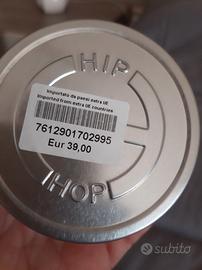 HIP
Importato da paesi extra UE
Imported from extra UE countries
7612901702995
Eur 39,00
HOP
subito